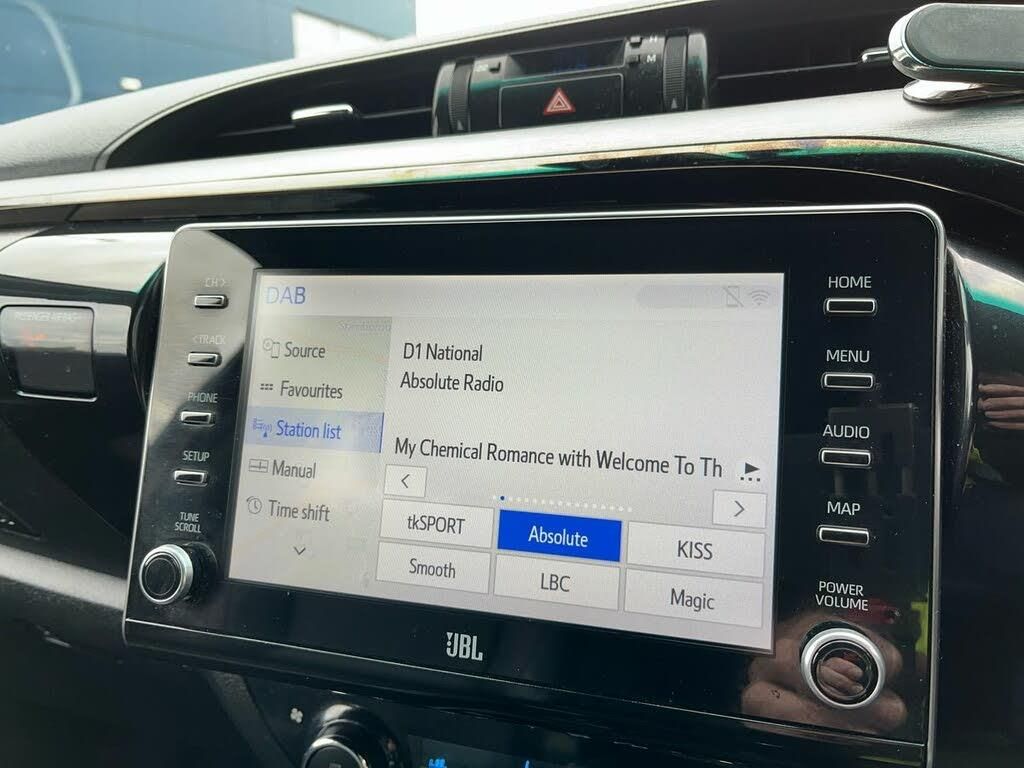 H
M
PASSENGER AIRBAG
CH >
< TRACK
PHONE
SETUP
TUNE
SCROLL
DAB
Source
Favourites
Station list
Manual
Time shift
D1 National
Absolute Radio
My Chemical Romance with Welcome To Th
<
>
tkSPORT
Absolute
KISS
Smooth
LBC
Magic
HOME
MENU
AUDIO
MAP
POWER
VOLUME
JBL